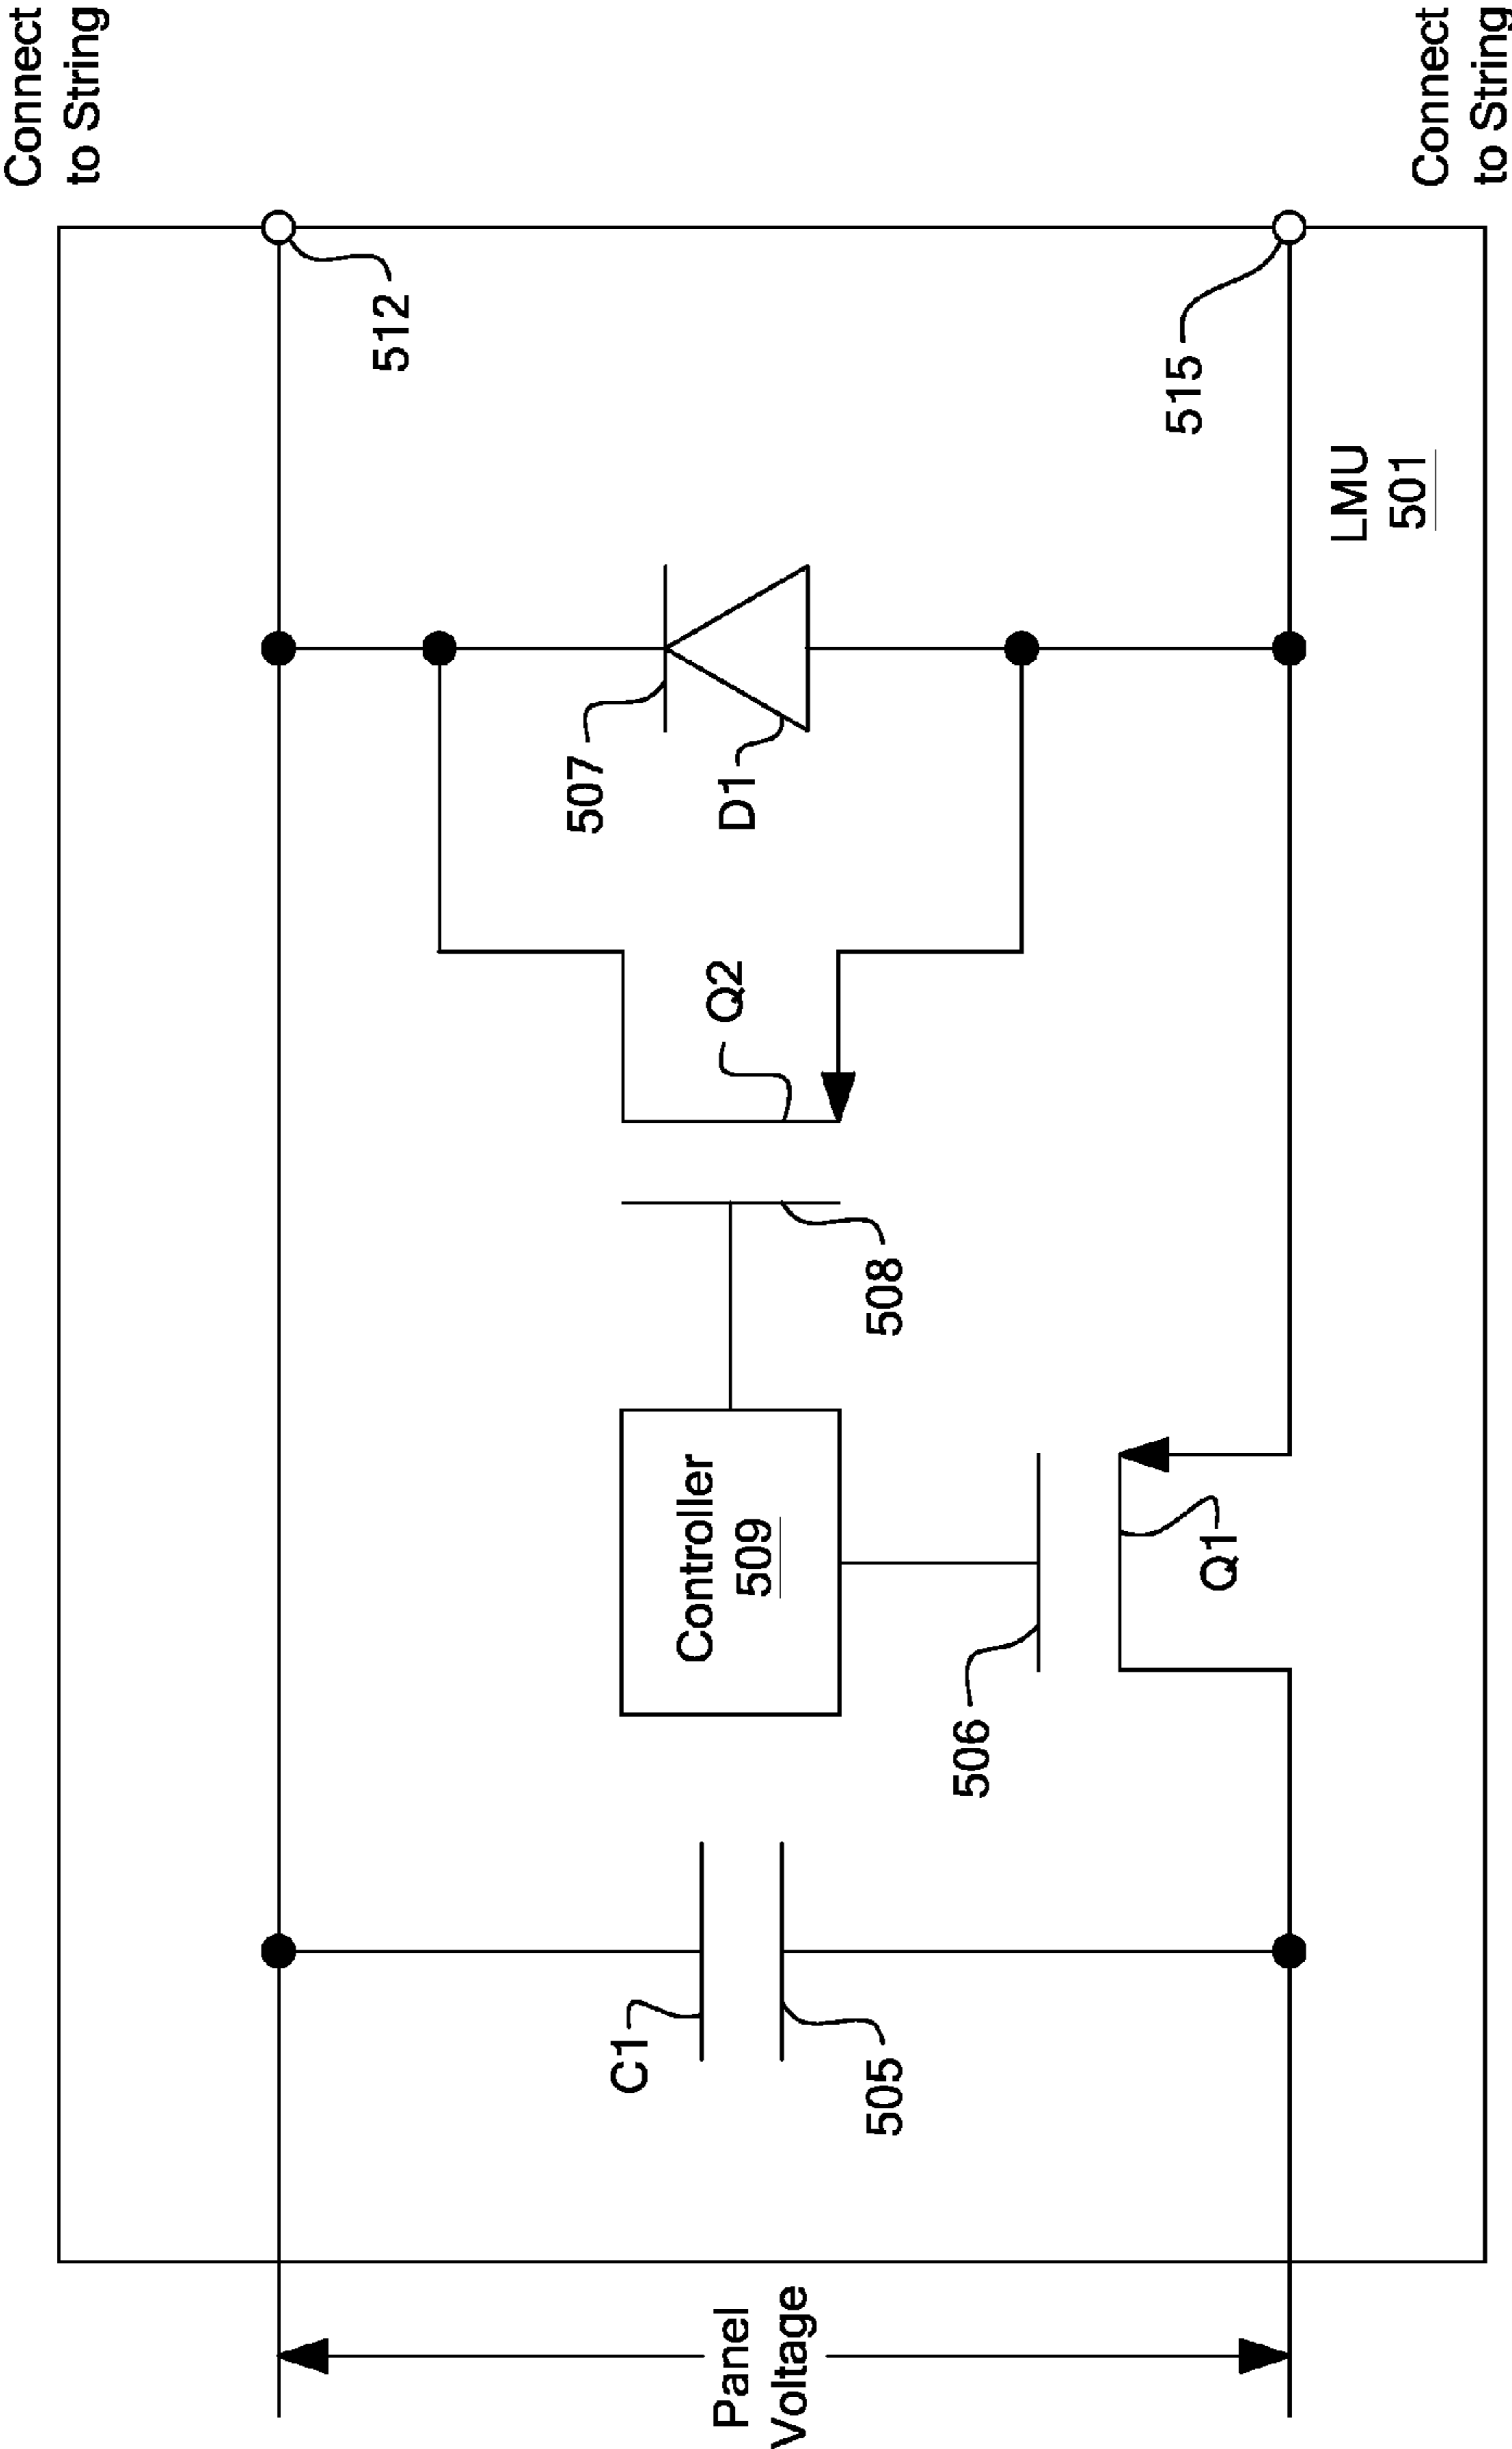 Connect
to String
512
507
D1
Q2
508
Controller
509
506
Q1
C1
505
515
LMU
501
Connect
to String
Panel
Voltage